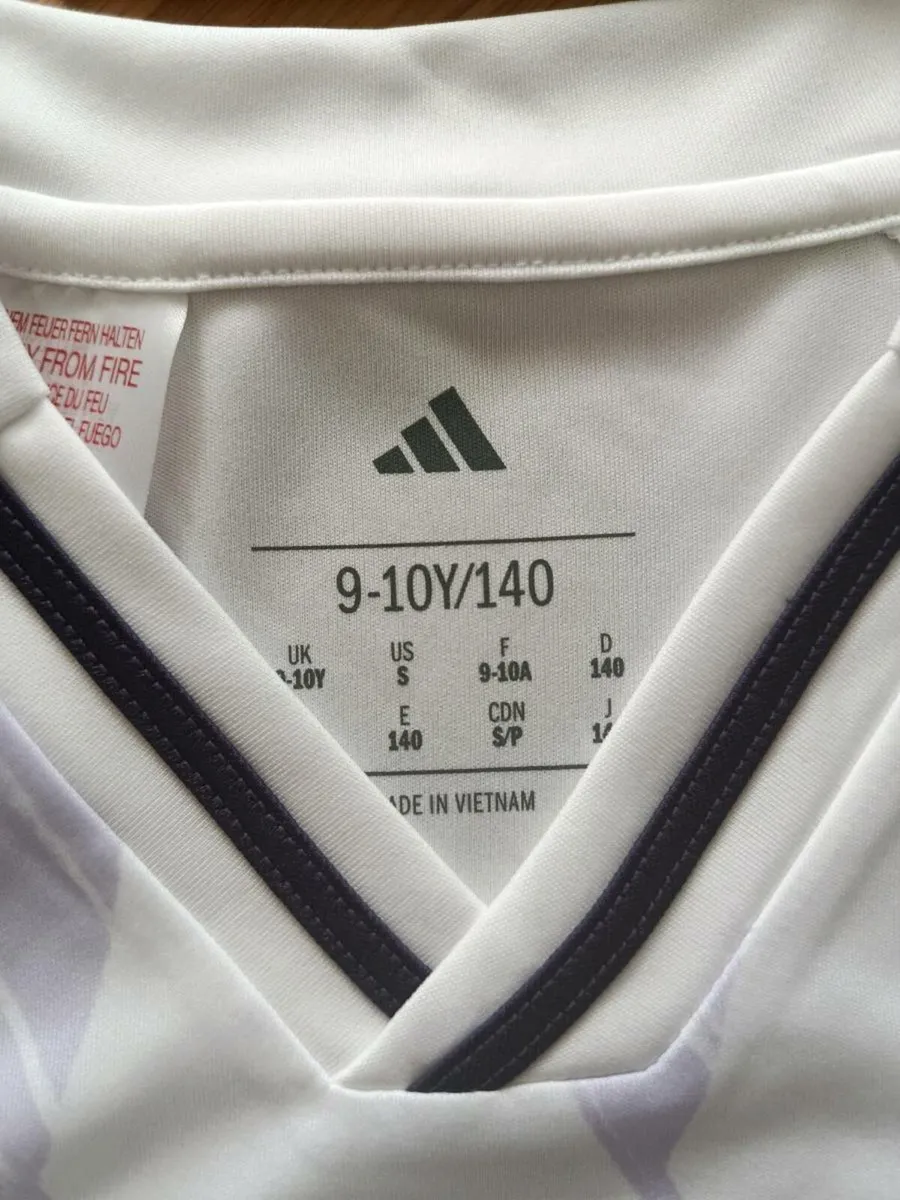 FEUER FERN HALTEN
FROM FIRE
DU FEU
FUEGO
9-10Y/140
UK US F D
S 9-10A 140
E CDN J
140 S/P
IN VIETNAM